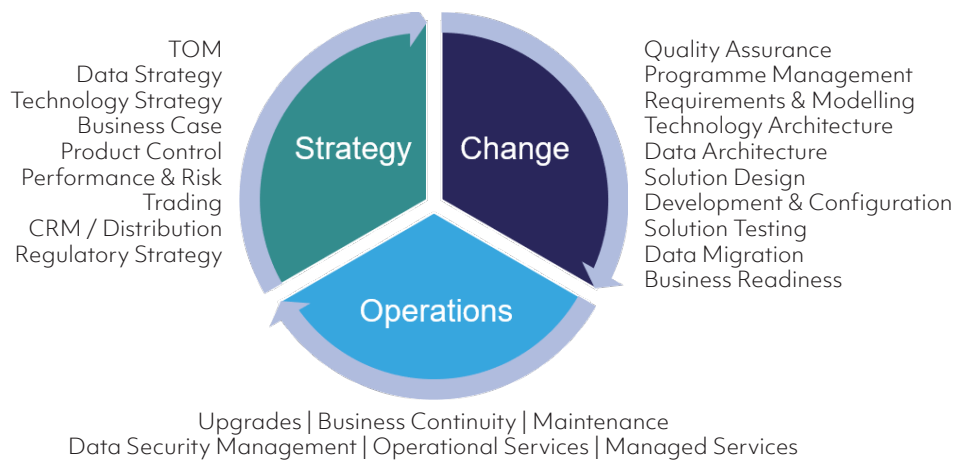 TOM
Data Strategy
Technology Strategy
Business Case
Product Control
Performance & Risk
Trading
CRM / Distribution
Regulatory Strategy
Strategy
Change
Operations
Quality Assurance
Programme Management
Requirements & Modelling
Technology Architecture
Data Architecture
Solution Design
Development & Configuration
Solution Testing
Data Migration
Business Readiness
Upgrades | Business Continuity | Maintenance
Data Security Management | Operational Services | Managed Services